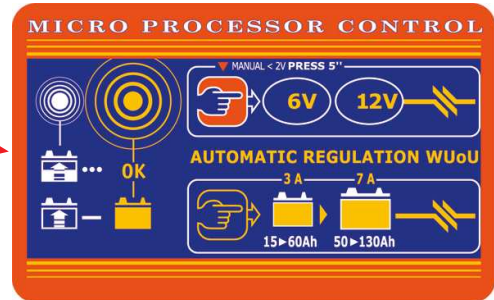 MICRO PROCESSOR CONTROL
▼ MANUAL < 2V PRESS 5"
6V 12V
OK
AUTOMATIC REGULATION WUoU
3 A 7 A
15►60Ah 50►130Ah